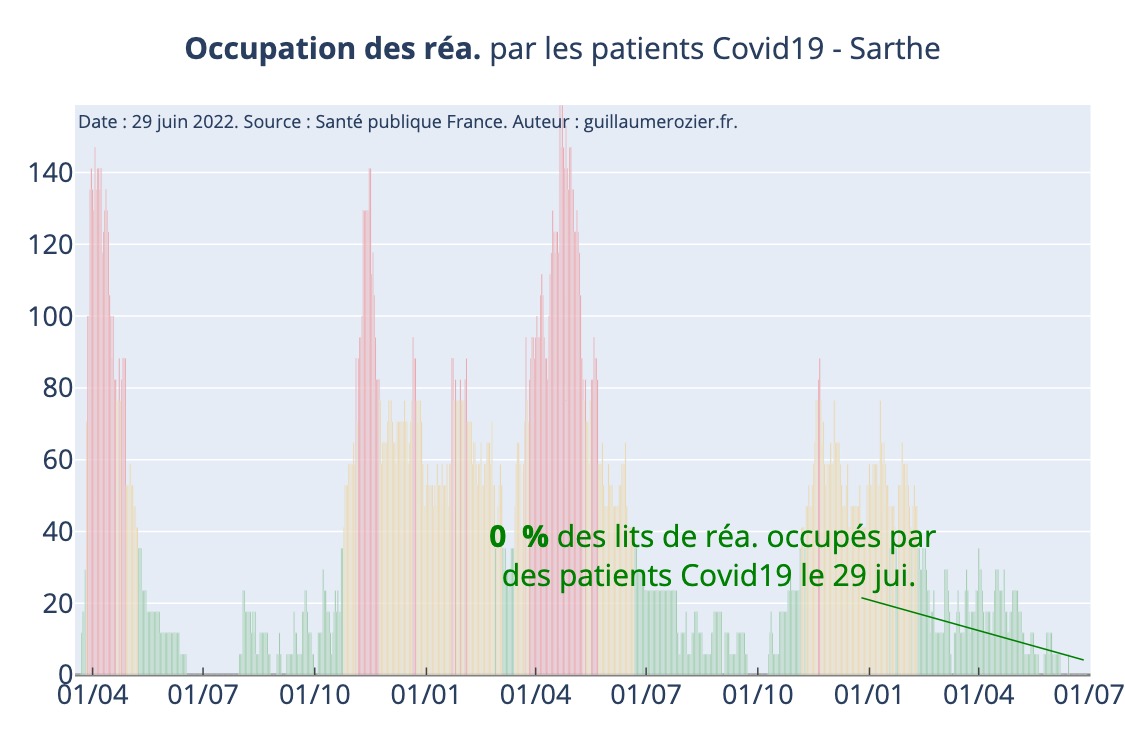 Occupation des réa. par les patients Covid19 - Sarthe
Date : 29 juin 2022. Source : Santé publique France. Auteur : guillaumerozier.fr.
140
120
100
80
60
40
20
0
0 % des lits de réa. occupés par
des patients Covid19 le 29 jui.
01/04 01/07 01/10 01/01 01/04 01/07 01/10 01/01 01/04 01/07